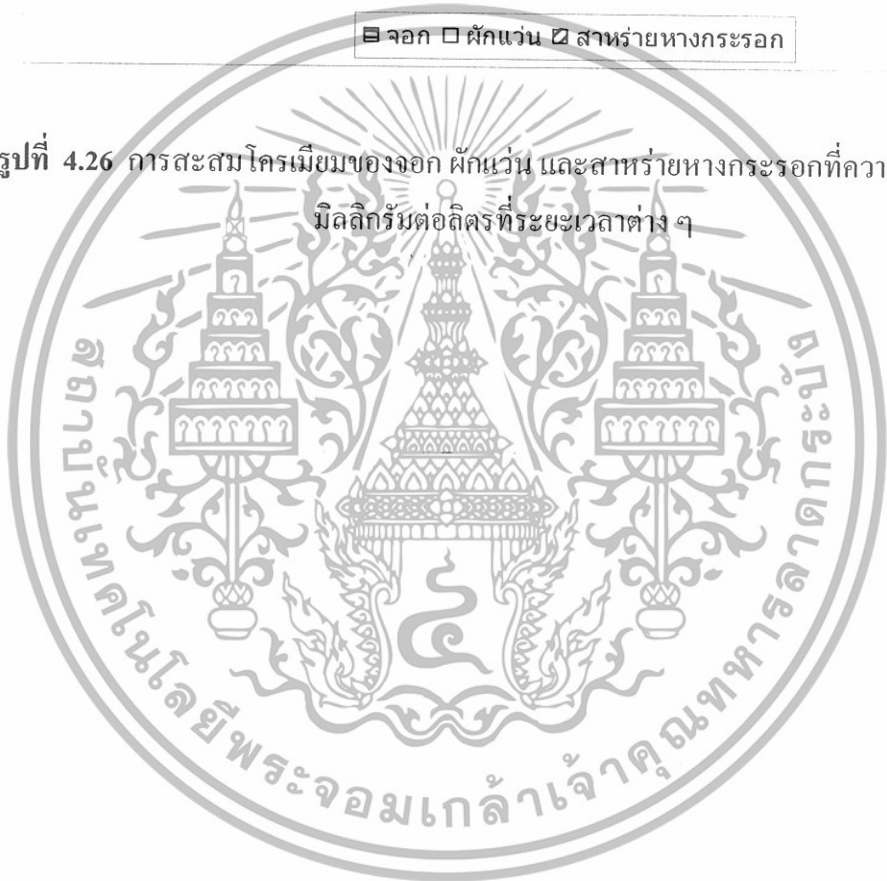 จอก ผักแว่น สาหร่ายหางกระรอก
รูปที่ 4.26 การสะสมโครเมียมของจอก ผักแว่น และสาหร่ายหางกระรอกที่ควา
มิลลิกรัมต่อลิตรที่ระยะเวลาต่าง ๆ
๔
สถาบันเทคโนโลยีพระจอมเกล้าเจ้าคุณทหารลาดกระบัง